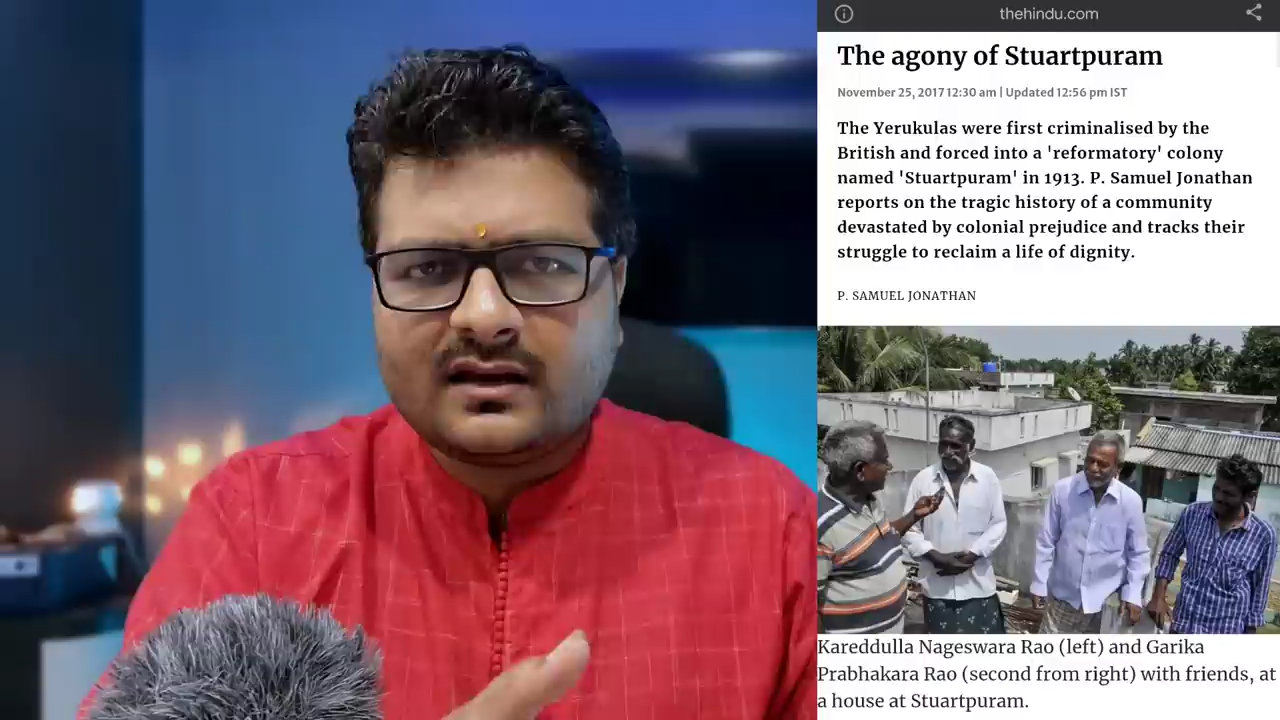 thehindu.com
The agony of Stuartpuram
November 25, 2017 12:30 am | Updated 12:56 pm IST
The Yerukulas were first criminalised by the
British and forced into a 'reformatory' colony
named 'Stuartpuram' in 1913. P. Samuel Jonathan
reports on the tragic history of a community
devastated by colonial prejudice and tracks their
struggle to reclaim a life of dignity.
P. SAMUEL JONATHAN
Kareddulla Nageswara Rao (left) and Garika
Prabhakara Rao (second from right) with friends, at
a house at Stuartpuram.